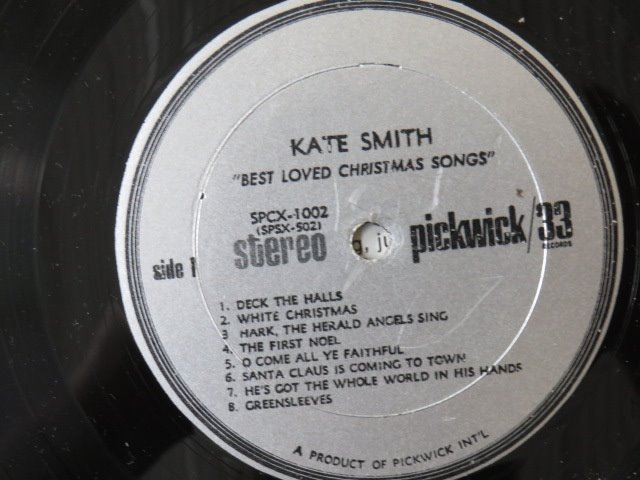 KATE SMITH
"BEST LOVED CHRISTMAS SONGS"
SPCX-1002
(SPSX-502)
side 1
stereo
g, ju
pickwick/33
RECORDS
1. DECK THE HALLS
2. WHITE CHRISTMAS
3 HARK, THE HERALD ANGELS SING
4. THE FIRST NOEL
5. O COME ALL YE FAITHFUL
6. SANTA CLAUS IS COMING TO TOWN
7. HE'S GOT THE WHOLE WORLD IN HIS HANDS
8. GREENSLEEVES
A PRODUCT OF PICKWICK INT'L